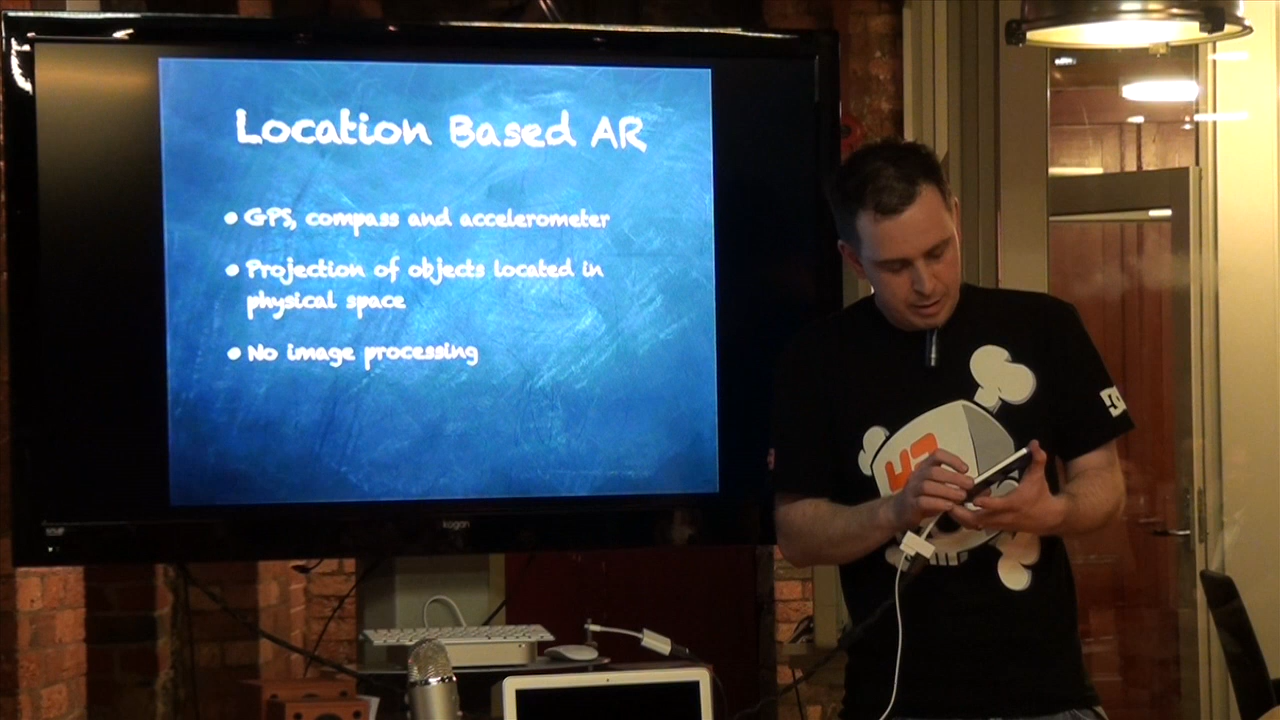 Location Based AR
• GPS, compass and accelerometer
• Projection of objects located in
physical space
• No image processing
kogan